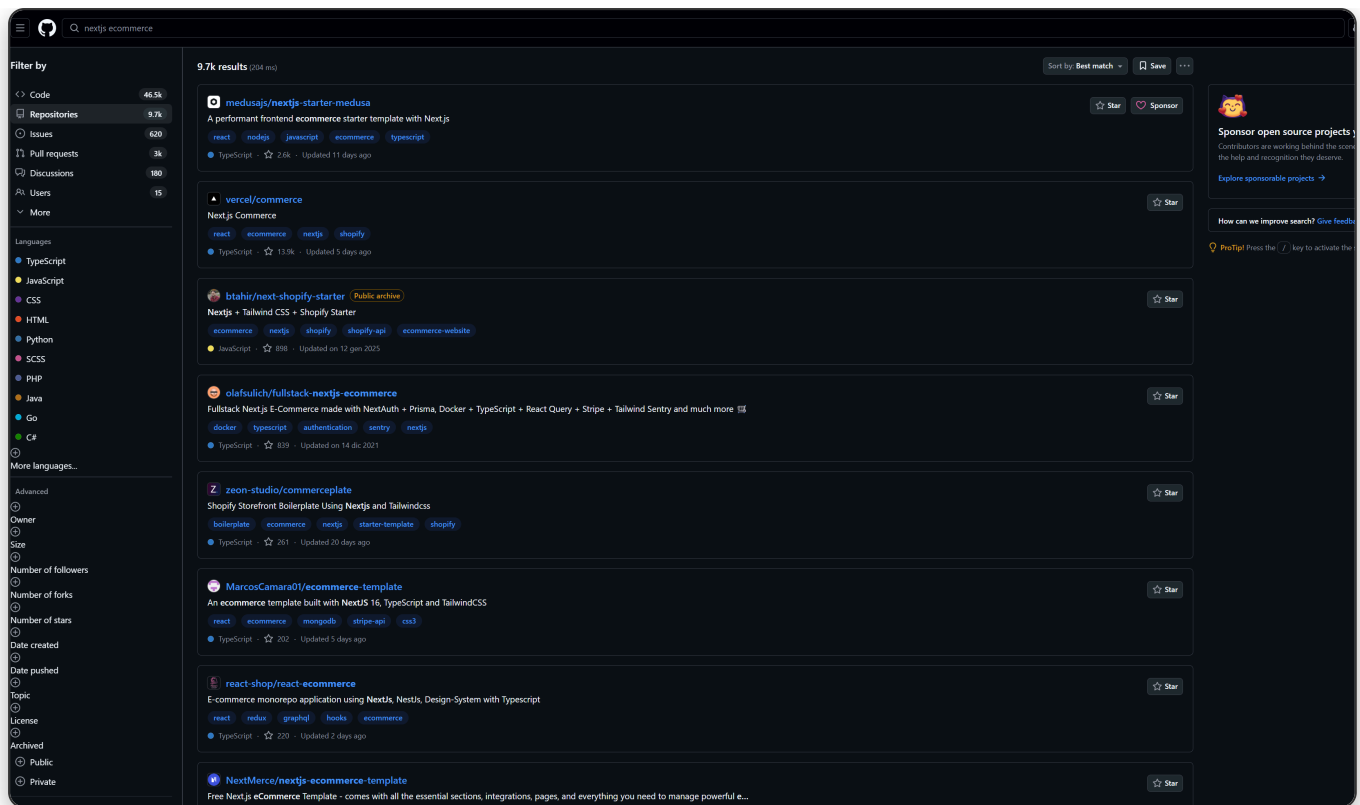 nextjs ecommerce
Filter by
Code 46.5k
Repositories 9.7k
Issues 620
Pull requests 3k
Discussions 180
Users 15
More
Languages
TypeScript
JavaScript
CSS
HTML
Python
SCSS
PHP
Java
Go
C#
More languages...
Advanced
Owner
Size
Number of followers
Number of forks
Number of stars
Date created
Date pushed
Topic
License
Archived
Public
Private
9.7k results (204 ms)
Sort by: Best match
Save
medusajs/nextjs-starter-medusa
Star
Sponsor
A performant frontend ecommerce starter template with Next.js
react nodejs javascript ecommerce typescript
TypeScript · 2.6k · Updated 11 days ago
vercel/commerce
Star
Next.js Commerce
react ecommerce nextjs shopify
TypeScript · 13.9k · Updated 5 days ago
btahir/next-shopify-starter Public archive
Star
Nextjs + Tailwind CSS + Shopify Starter
ecommerce nextjs shopify shopify-api ecommerce-website
JavaScript · 898 · Updated on 12 gen 2025
olafsulich/fullstack-nextjs-ecommerce
Star
Fullstack Next.js E-Commerce made with NextAuth + Prisma, Docker + TypeScript + React Query + Stripe + Tailwind Sentry and much more
docker typescript authentication sentry nextjs
TypeScript · 839 · Updated on 14 dic 2021
Z zeon-studio/commerceplate
Star
Shopify Storefront Boilerplate Using Nextjs and Tailwindcss
boilerplate ecommerce nextjs starter-template shopify
TypeScript · 261 · Updated 20 days ago
MarcosCamara01/ecommerce-template
Star
An ecommerce template built with NextJS 16, TypeScript and TailwindCSS
react ecommerce mongodb stripe-api css3
TypeScript · 202 · Updated 5 days ago
react-shop/react-ecommerce
Star
E-commerce monorepo application using NextJs, NestJs, Design-System with Typescript
react redux graphql hooks ecommerce
TypeScript · 220 · Updated 2 days ago
NextMerce/nextjs-ecommerce-template
Star
Free Next.js eCommerce Template - comes with all the essential sections, integrations, pages, and everything you need to manage powerful e...
Sponsor open source projects
Contributors are working behind the
the help and recognition they deserve.
Explore sponsorable projects →
How can we improve search? Give
ProTip! Press the / key to activate the